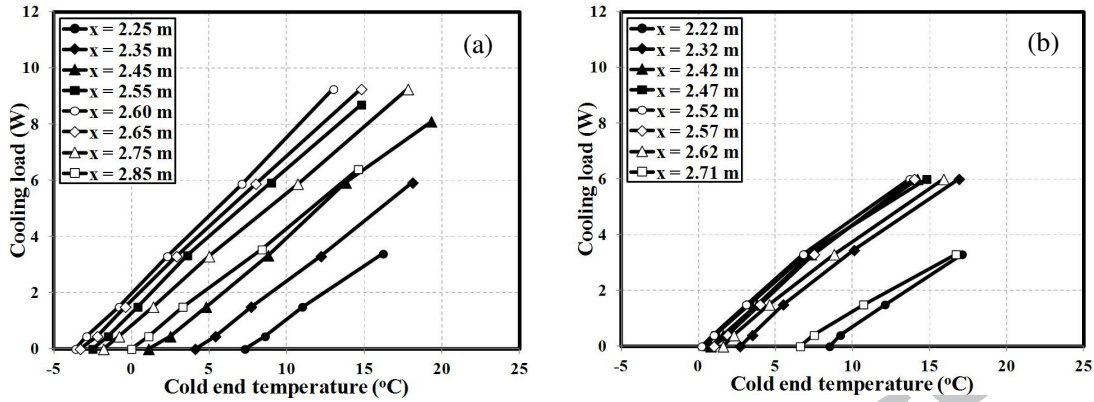 12
10
8
6
4
2
0
-5
0
5
10
15
20
25
Cooling load (W)
Cold end temperature (°C)
x = 2.25 m
x = 2.35 m
x = 2.45 m
x = 2.55 m
x = 2.60 m
x = 2.65 m
x = 2.75 m
x = 2.85 m
(a)
12
10
8
6
4
2
0
-5
0
5
10
15
20
25
Cooling load (W)
Cold end temperature (°C)
x = 2.22 m
x = 2.32 m
x = 2.42 m
x = 2.47 m
x = 2.52 m
x = 2.57 m
x = 2.62 m
x = 2.71 m
(b)